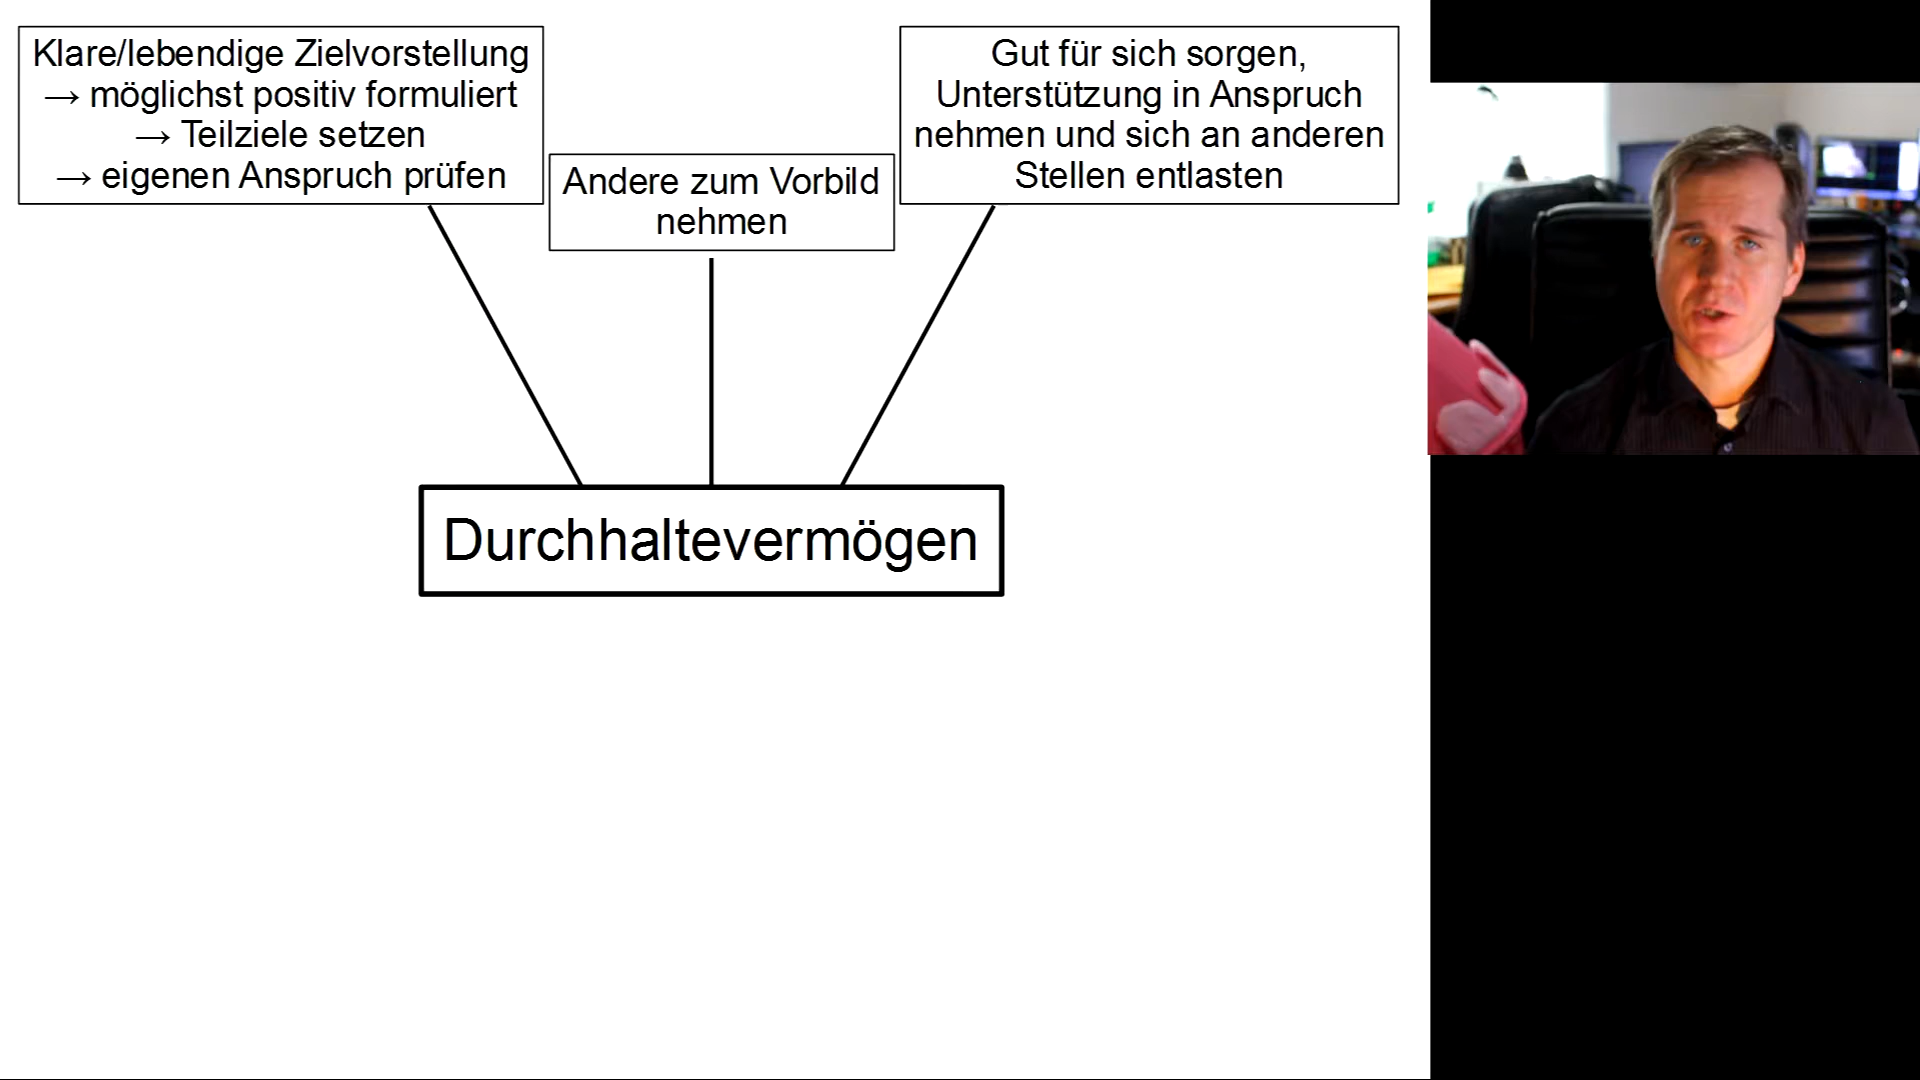 Klare/lebendige Zielvorstellung
→ möglichst positiv formuliert
→ Teilziele setzen
→ eigenen Anspruch prüfen
Andere zum Vorbild
nehmen
Gut für sich sorgen,
Unterstützung in Anspruch
nehmen und sich an anderen
Stellen entlasten
Durchhaltevermögen